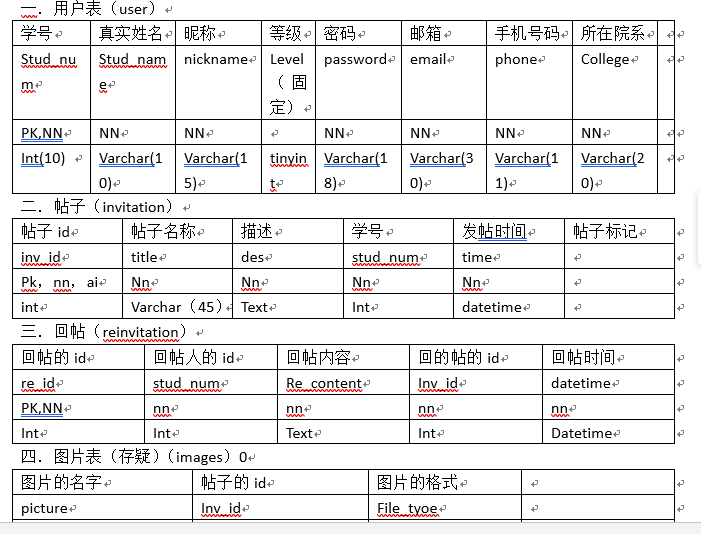 一．用户表（user）
学号 真实姓名 昵称 等级 密码 邮箱 手机号码 所在院系
Stud_num Stud_name nickname Level（固定） password email phone College
PK,NN NN NN NN NN NN NN
Int(10) Varchar(10) Varchar(15) tinyint Varchar(18) Varchar(30) Varchar(11) Varchar(20)
二．帖子（invitation）
帖子 id 帖子名称 描述 学号 发帖时间 帖子标记
inv_id title des stud_num time
Pk，nn，ai Nn Nn Nn Nn
int Varchar（45） Text Int datetime
三．回帖（reinvitation）
回帖的 id 回帖人的 id 回帖内容 回的帖的 id 回帖时间
re_id stud_num Re_content Inv_id datetime
PK,NN nn nn nn nn
Int Int Text Int Datetime
四．图片表（存疑）（images）0
图片的名字 帖子的 id 图片的格式
picture Inv_id File_tyoe